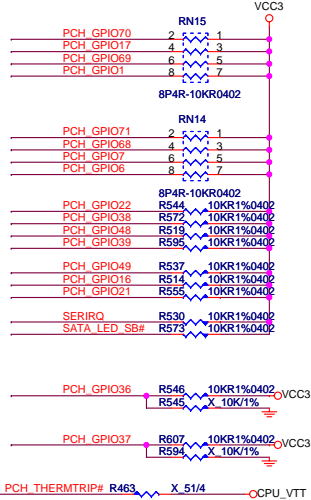 VCC3
RN15
PCH_GPIO70 2 1
PCH_GPIO17 4 3
PCH_GPIO69 6 5
PCH_GPIO1 8 7
8P4R-10KR0402
RN14
PCH_GPIO71 2 1
PCH_GPIO68 4 3
PCH_GPIO7 6 5
PCH_GPIO6 8 7
8P4R-10KR0402
PCH_GPIO22 R544 10KR1%0402
PCH_GPIO38 R572 10KR1%0402
PCH_GPIO48 R519 10KR1%0402
PCH_GPIO39 R595 10KR1%0402
PCH_GPIO49 R537 10KR1%0402
PCH_GPIO16 R514 10KR1%0402
PCH_GPIO21 R555 10KR1%0402
SERIRQ R530 10KR1%0402
SATA_LED_SB# R573 10KR1%0402
PCH_GPIO36 R546 10KR1%0402 VCC3
R545 X_10K/1%
PCH_GPIO37 R607 10KR1%0402 VCC3
R594 X_10K/1%
PCH_THERMTRIP# R463 X_51/4 CPU_VTT